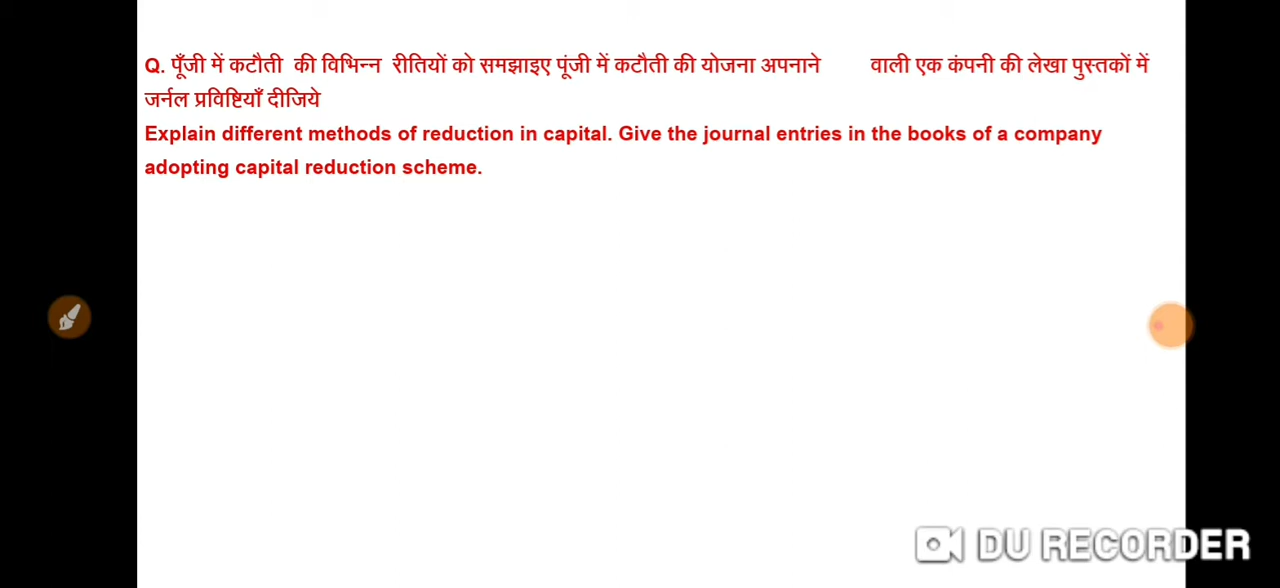 Q. पूँजी में कटौती की विभिन्न रीतियों को समझाइए पूंजी में कटौती की योजना अपनाने वाली एक कंपनी की लेखा पुस्तकों में
जर्नल प्रविष्टियाँ दीजिये
Explain different methods of reduction in capital. Give the journal entries in the books of a company
adopting capital reduction scheme.
DU RECORDER